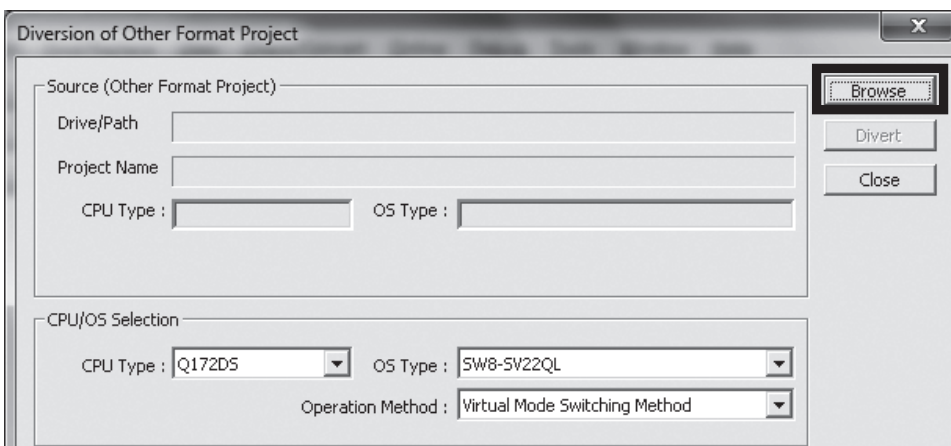 Diversion of Other Format Project
X
Source (Other Format Project)
Browse
Drive/Path
Divert
Project Name
Close
CPU Type :
OS Type :
CPU/OS Selection
CPU Type : Q172DS
OS Type : SW8-SV22QL
Operation Method : Virtual Mode Switching Method